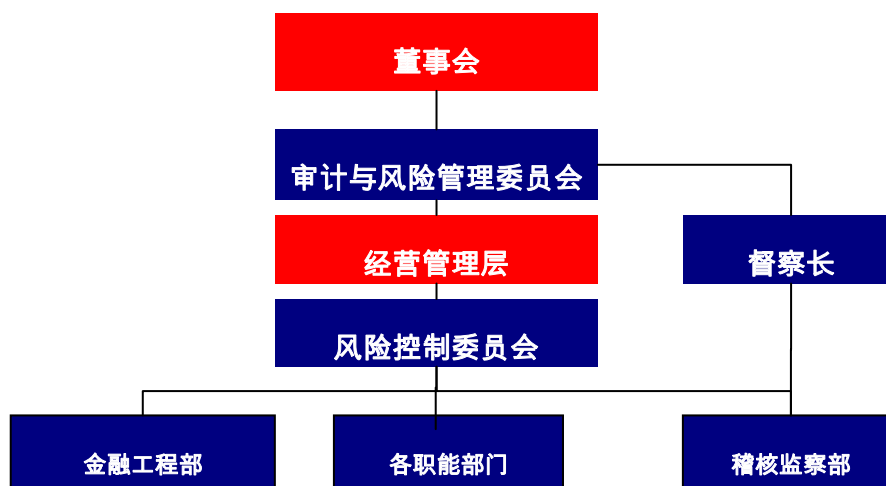 董事会
审计与风险管理委员会
经营管理层
督察长
风险控制委员会
金融工程部
各职能部门
稽核监察部